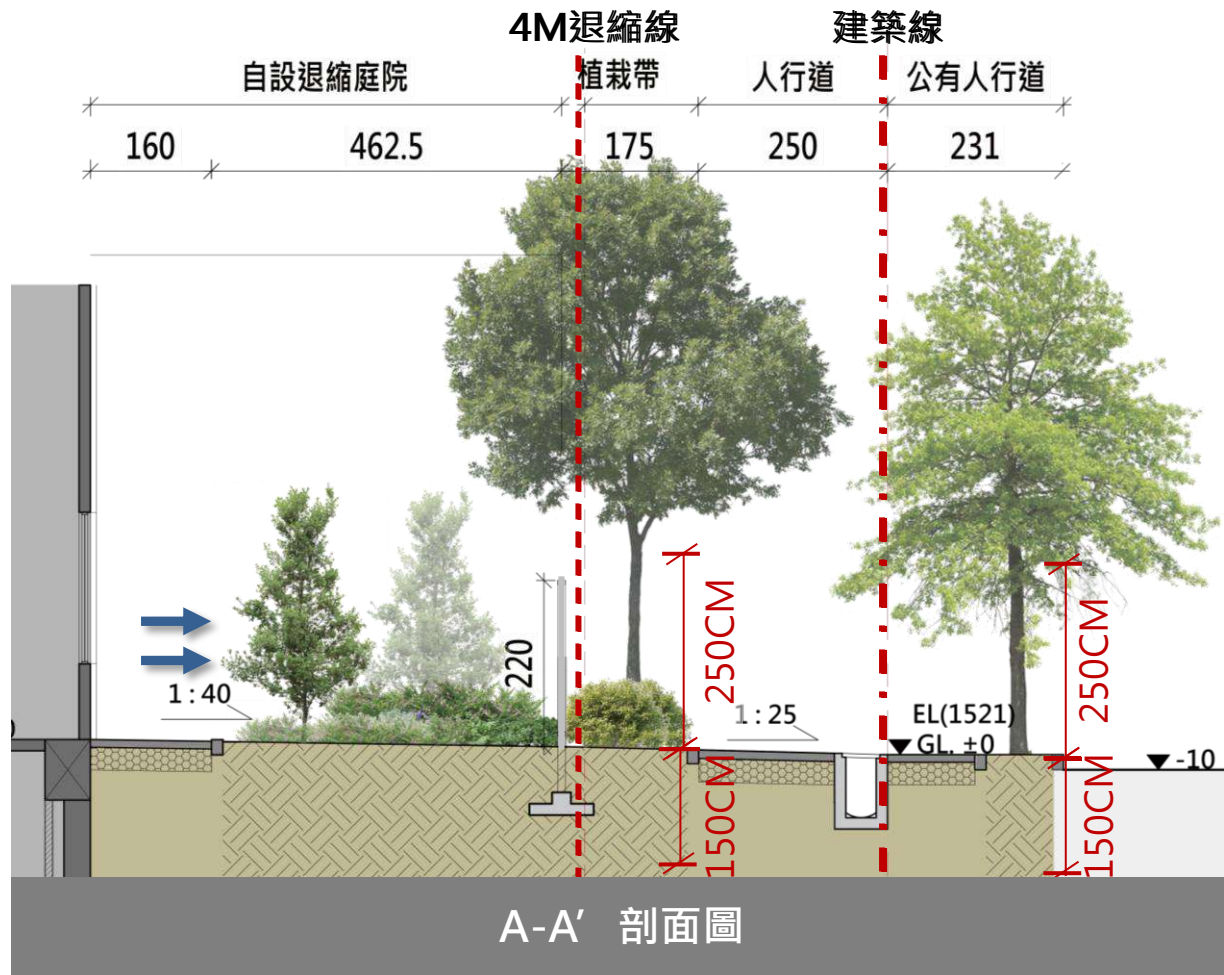 4M退縮線
建築線
自設退縮庭院
植栽帶
人行道
公有人行道
160
462.5
175
250
231
220
250CM
250CM
1:40
1:25
EL(1521)
GL. ±0
-10
150CM
150CM
A-A′ 剖面圖